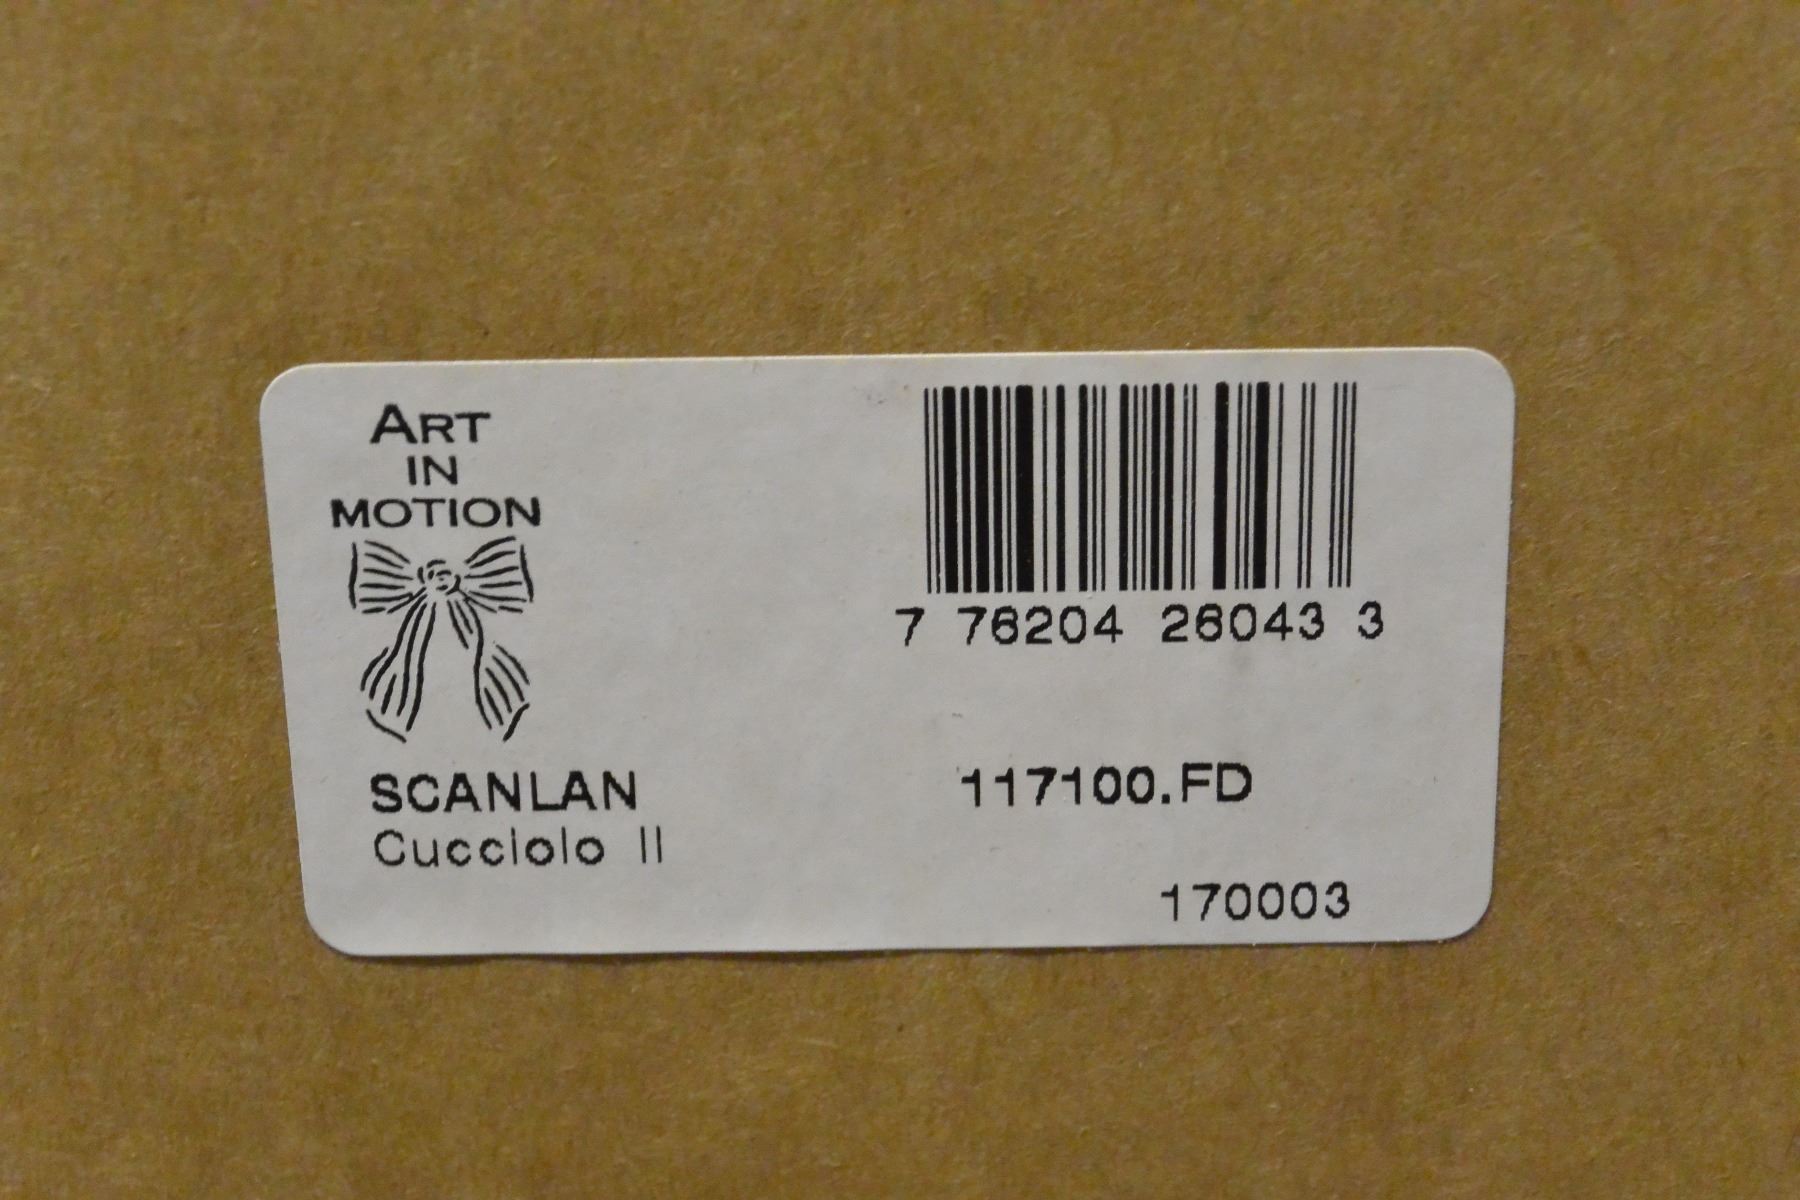 ART
IN
MOTION
7 76204 26043 3
SCANLAN
Cucciolo II
117100.FD
170003